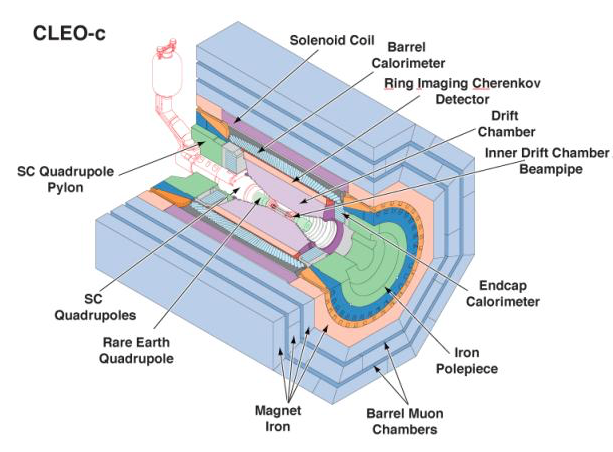 CLEO-c
Solenoid Coil
Barrel
Calorimeter
Ring Imaging Cherenkov
Detector
Drift
Chamber
Inner Drift Chamber
Beampipe
SC Quadrupole
Pylon
SC
Quadrupoles
Rare Earth
Quadrupole
Magnet
Iron
Barrel Muon
Chambers
Iron
Polepiece
Endcap
Calorimeter